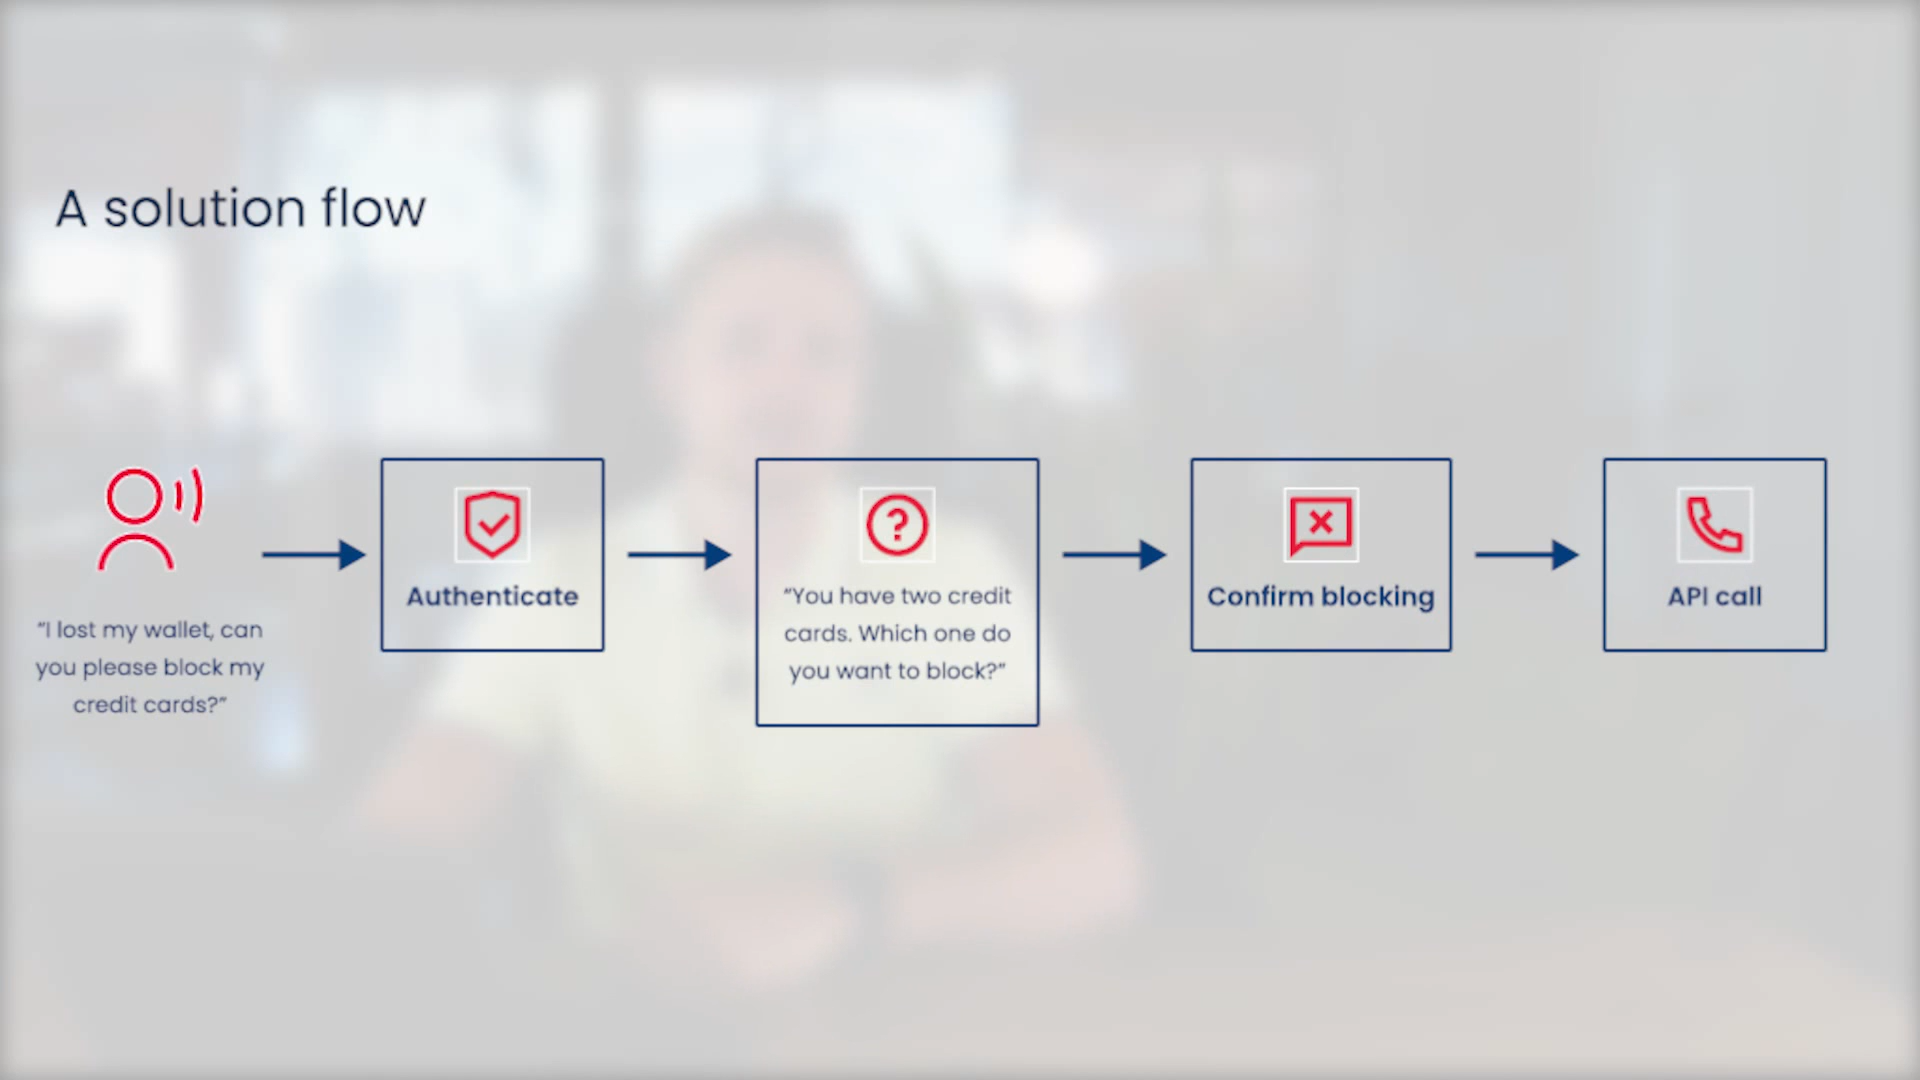 A solution flow
“I lost my wallet, can
you please block my
credit cards?”
Authenticate
“You have two credit
cards. Which one do
you want to block?”
Confirm blocking
API call